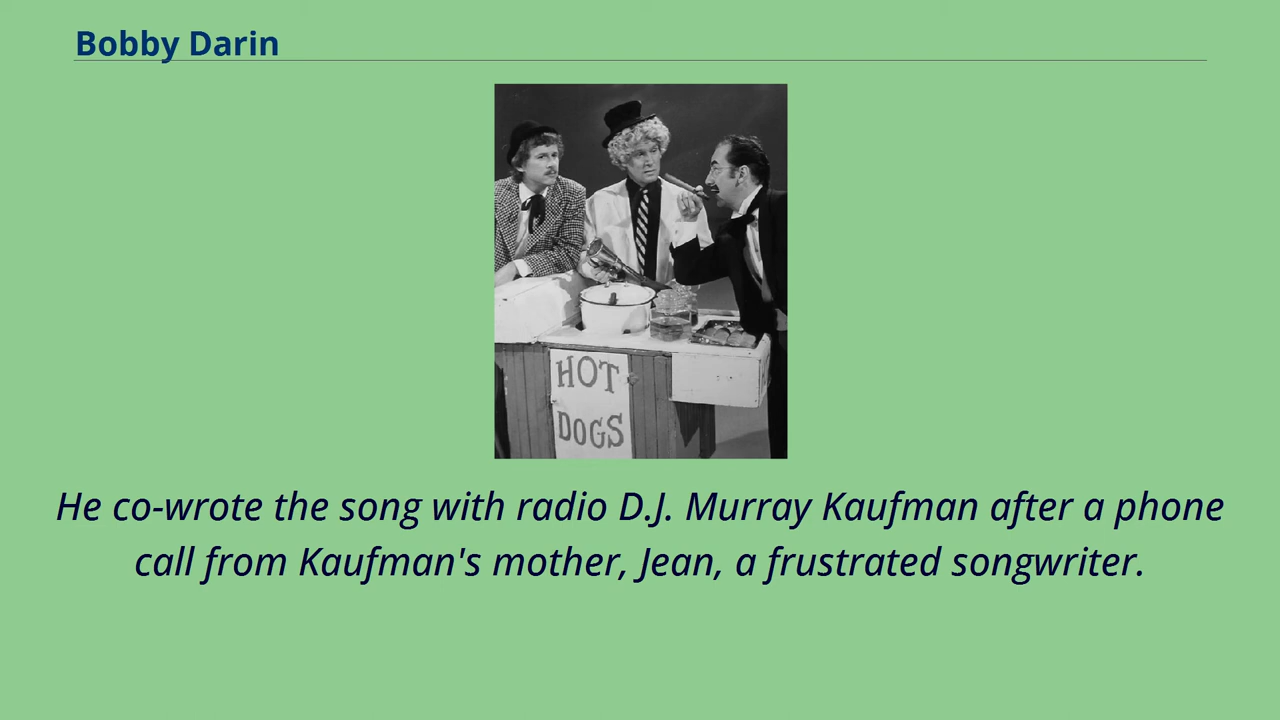 Bobby Darin
HOT
DOGS
He co-wrote the song with radio D.J. Murray Kaufman after a phone
call from Kaufman's mother, Jean, a frustrated songwriter.